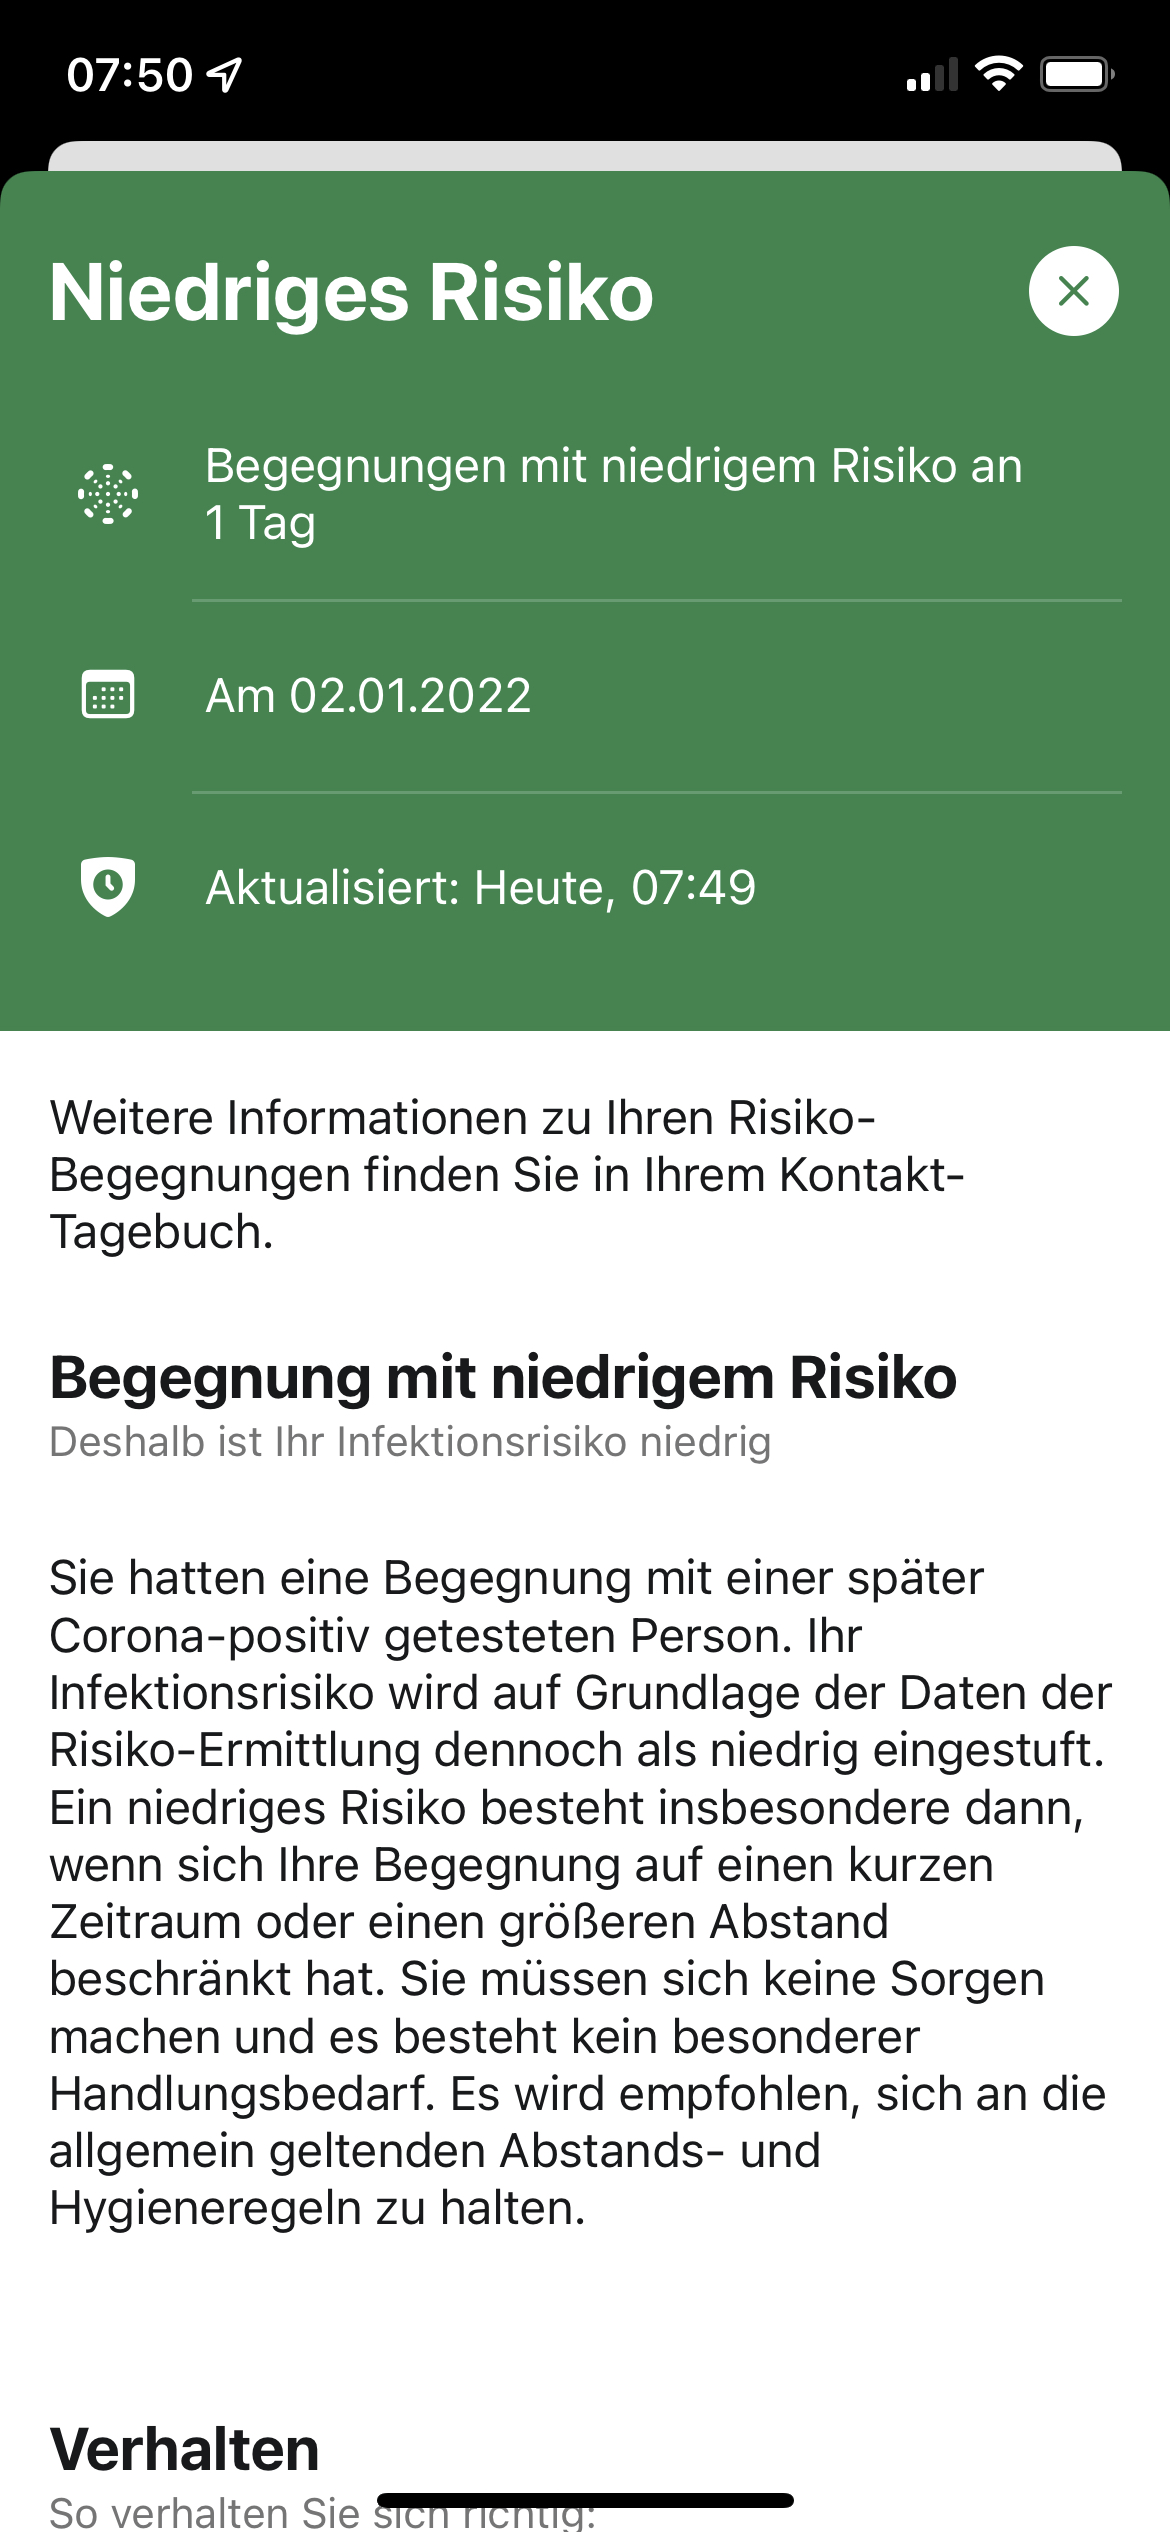 07:50
Niedriges Risiko
Begegnungen mit niedrigem Risiko an
1 Tag
Am 02.01.2022
Aktualisiert: Heute, 07:49
Weitere Informationen zu Ihren Risiko-
Begegnungen finden Sie in Ihrem Kontakt-
Tagebuch.
Begegnung mit niedrigem Risiko
Deshalb ist Ihr Infektionsrisiko niedrig
Sie hatten eine Begegnung mit einer später
Corona-positiv getesteten Person. Ihr
Infektionsrisiko wird auf Grundlage der Daten der
Risiko-Ermittlung dennoch als niedrig eingestuft.
Ein niedriges Risiko besteht insbesondere dann,
wenn sich Ihre Begegnung auf einen kurzen
Zeitraum oder einen größeren Abstand
beschränkt hat. Sie müssen sich keine Sorgen
machen und es besteht kein besonderer
Handlungsbedarf. Es wird empfohlen, sich an die
allgemein geltenden Abstands- und
Hygieneregeln zu halten.
Verhalten
So verhalten Sie sich richtig: